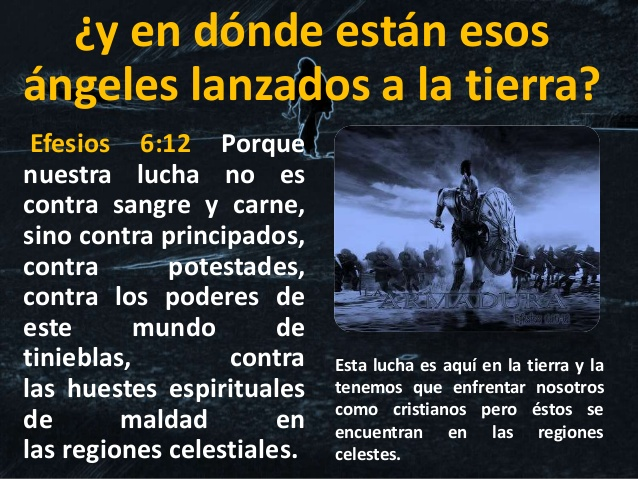 ¿y en dónde están esos
ángeles lanzados a la tierra?
Efesios 6:12 Porque
nuestra lucha no es
contra sangre y carne,
sino contra principados,
contra potestades,
contra los poderes de
este mundo de
tinieblas, contra
las huestes espirituales
de maldad en
las regiones celestiales.
ARMADURA
Esta lucha es aquí en la tierra y la
tenemos que enfrentar nosotros
como cristianos pero éstos se
encuentran en las regiones
celestes.